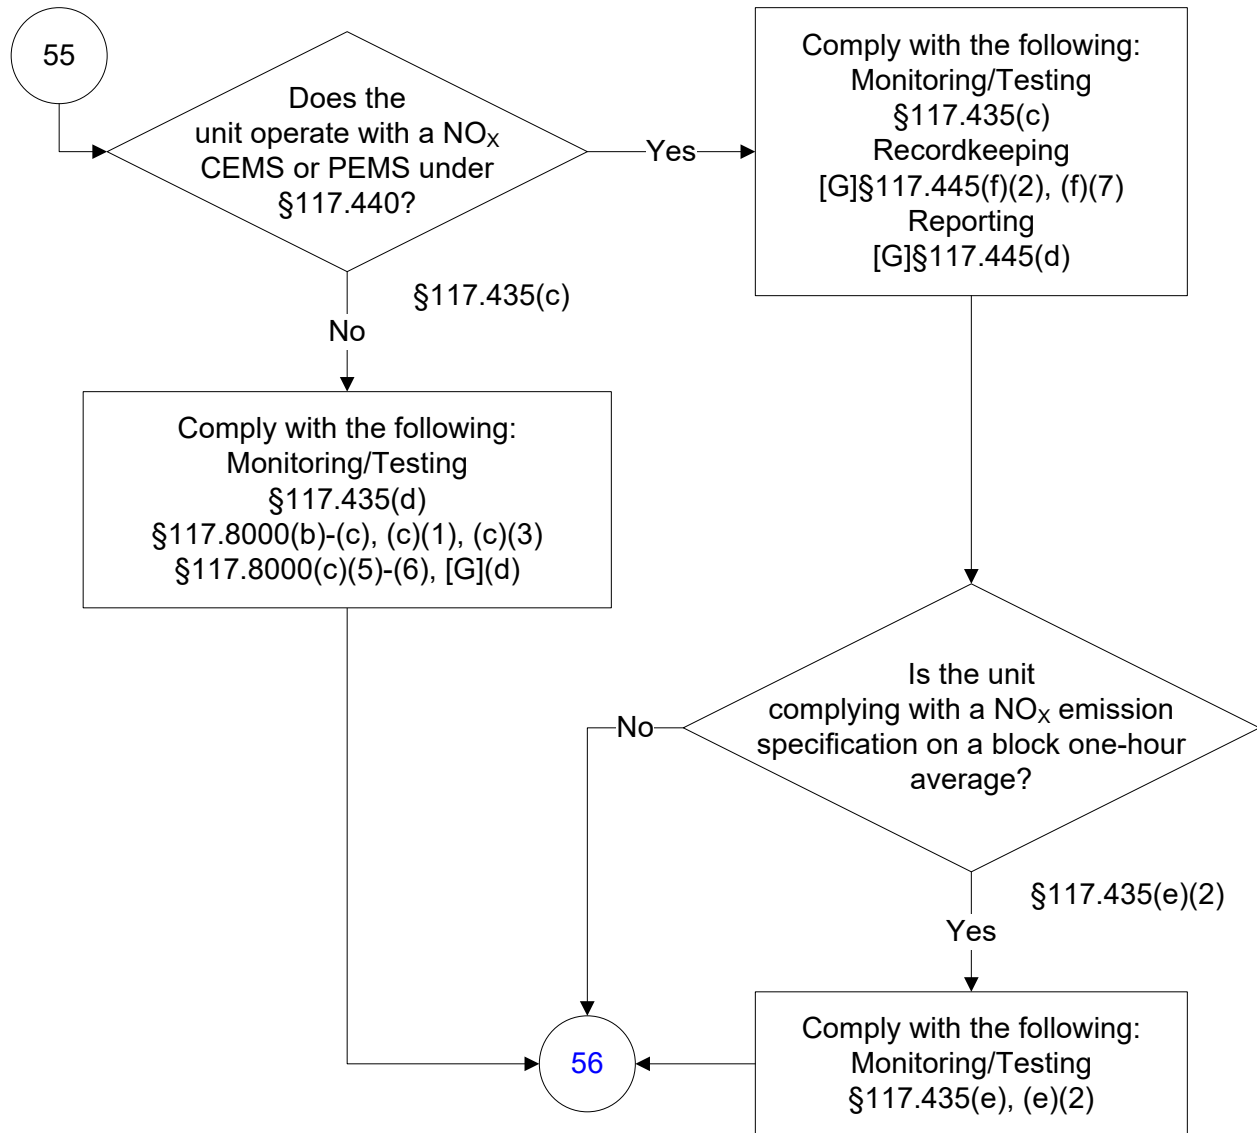 55
Does the
unit operate with a NOX
CEMS or PEMS under
§117.440?
Yes
Comply with the following:
Monitoring/Testing
§117.435(c)
Recordkeeping
[G]§117.445(f)(2), (f)(7)
Reporting
[G]§117.445(d)
§117.435(c)
No
Comply with the following:
Monitoring/Testing
§117.435(d)
§117.8000(b)-(c), (c)(1), (c)(3)
§117.8000(c)(5)-(6), [G](d)
Is the unit
complying with a NOX emission
specification on a block one-hour
average?
No
§117.435(e)(2)
Yes
Comply with the following:
Monitoring/Testing
§117.435(e), (e)(2)
56